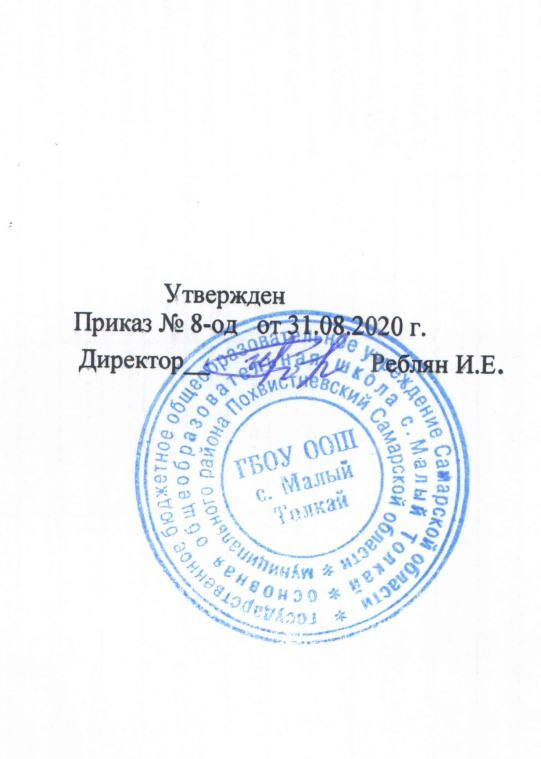 Утвержден
Приказ № 8-од от 31.08.2020 г.
Директор Реблян И.Е.
государственное бюджетное общеобразовательное учреждение Самарской области *
основная общеобразовательная школа с. Малый Толкай *
муниципального района Похвистневский Самарской области *
ГБОУ ООШ
с. Малый
Толкай